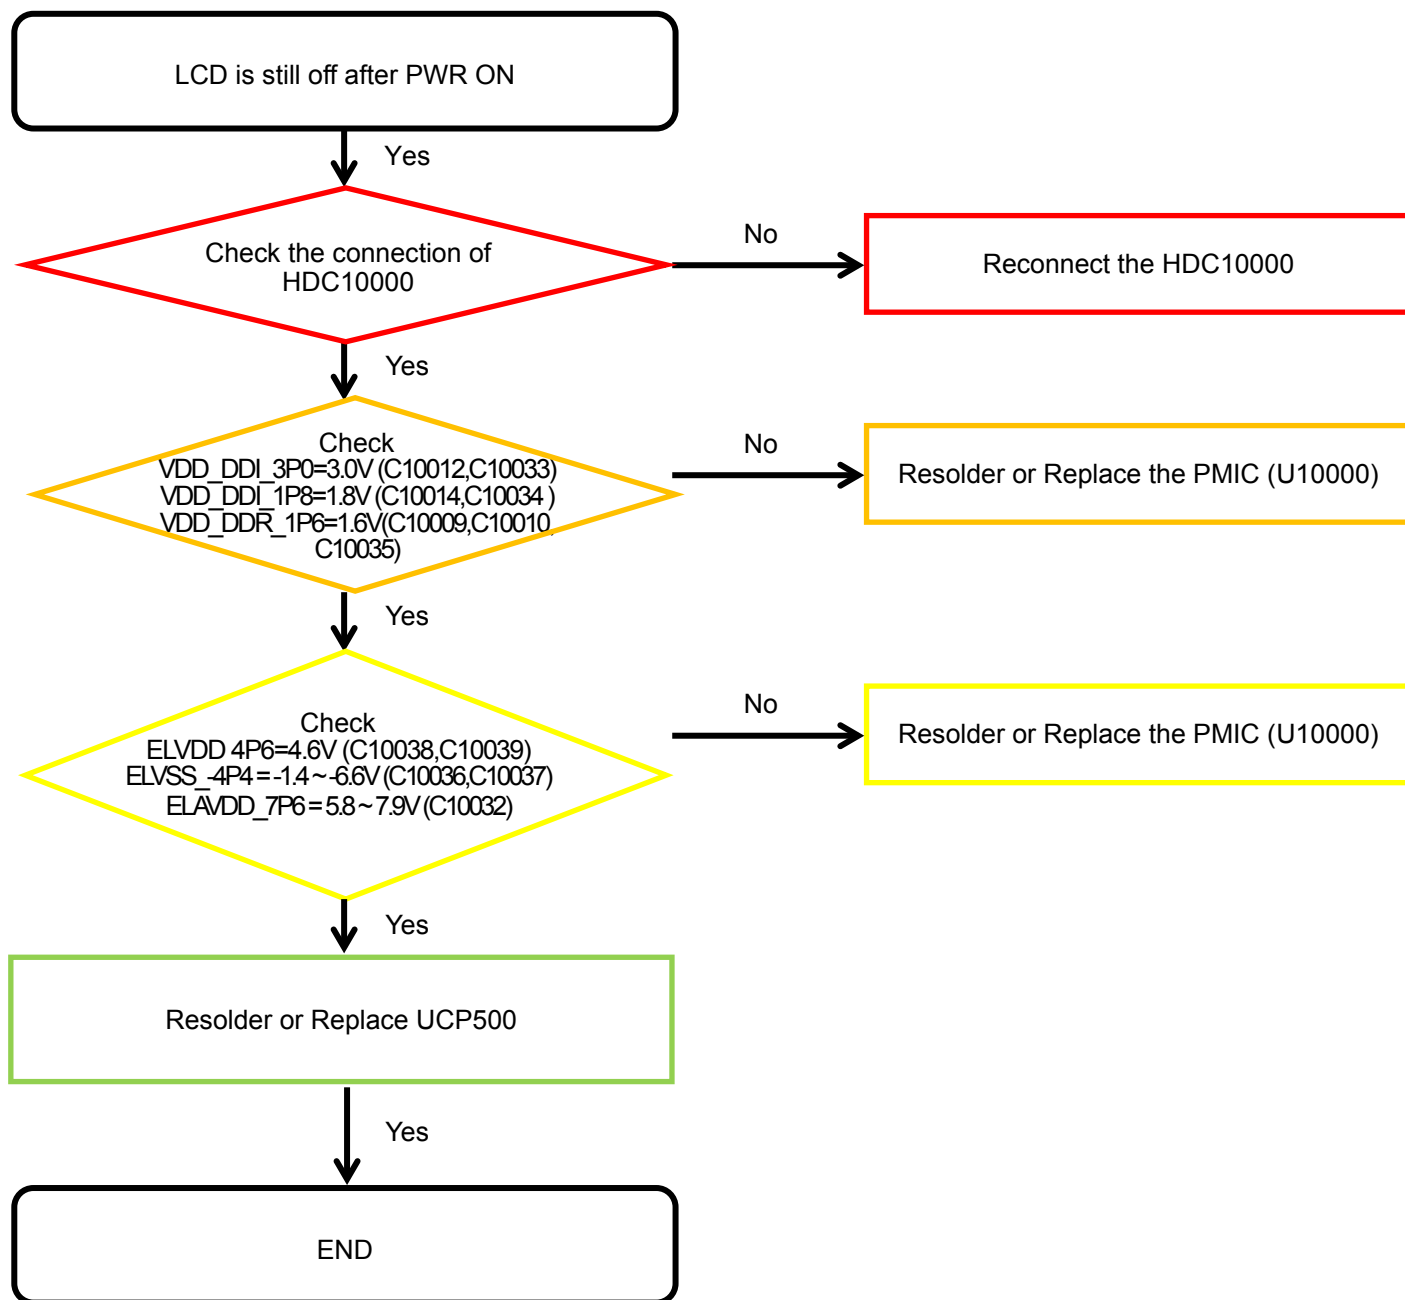 LCD is still off after PWR ON
Yes
Check the connection of
HDC10000
No
Reconnect the HDC10000
Yes
Check
VDD_DDI_3P0=3.0V (C10012,C10033)
VDD_DDI_1P8=1.8V (C10014,C10034 )
VDD_DDR_1P6=1.6V(C10009,C10010,
C10035)
No
Resolder or Replace the PMIC (U10000)
Yes
Check
ELVDD 4P6=4.6V (C10038,C10039)
ELVSS_-4P4 = -1.4 ~ -6.6V (C10036,C10037)
ELAVDD_7P6 = 5.8 ~ 7.9V (C10032)
No
Resolder or Replace the PMIC (U10000)
Yes
Resolder or Replace UCP500
Yes
END